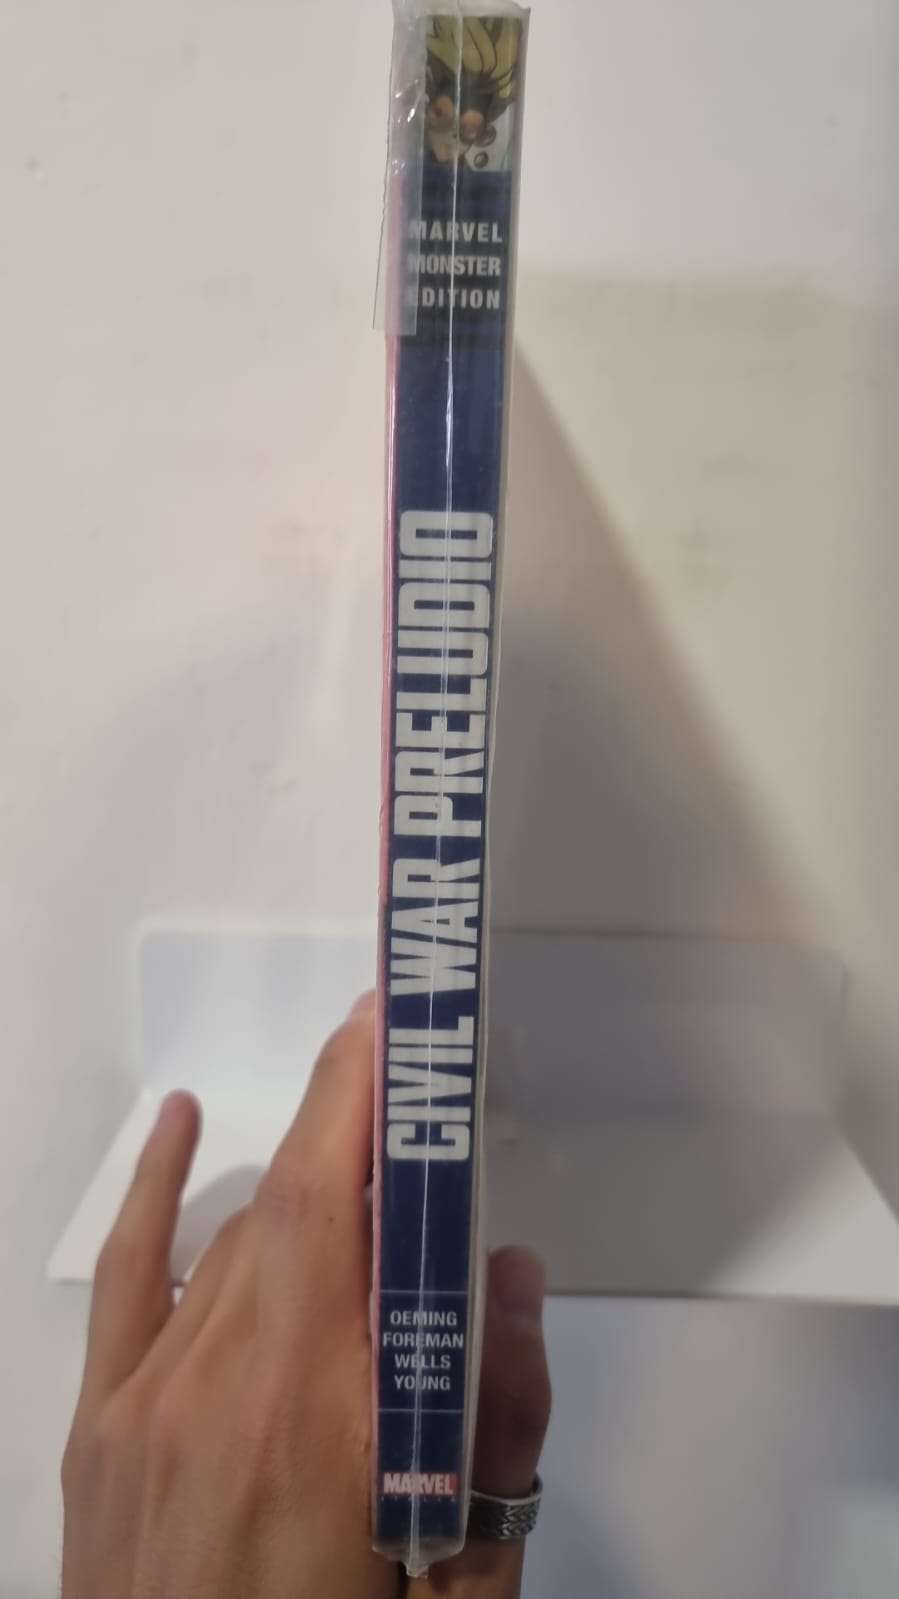 MARVEL
MONSTER
EDITION
CIVIL WAR PRELUDIO
OEMING
FOREMAN
WELLS
YOUNG
MARVEL